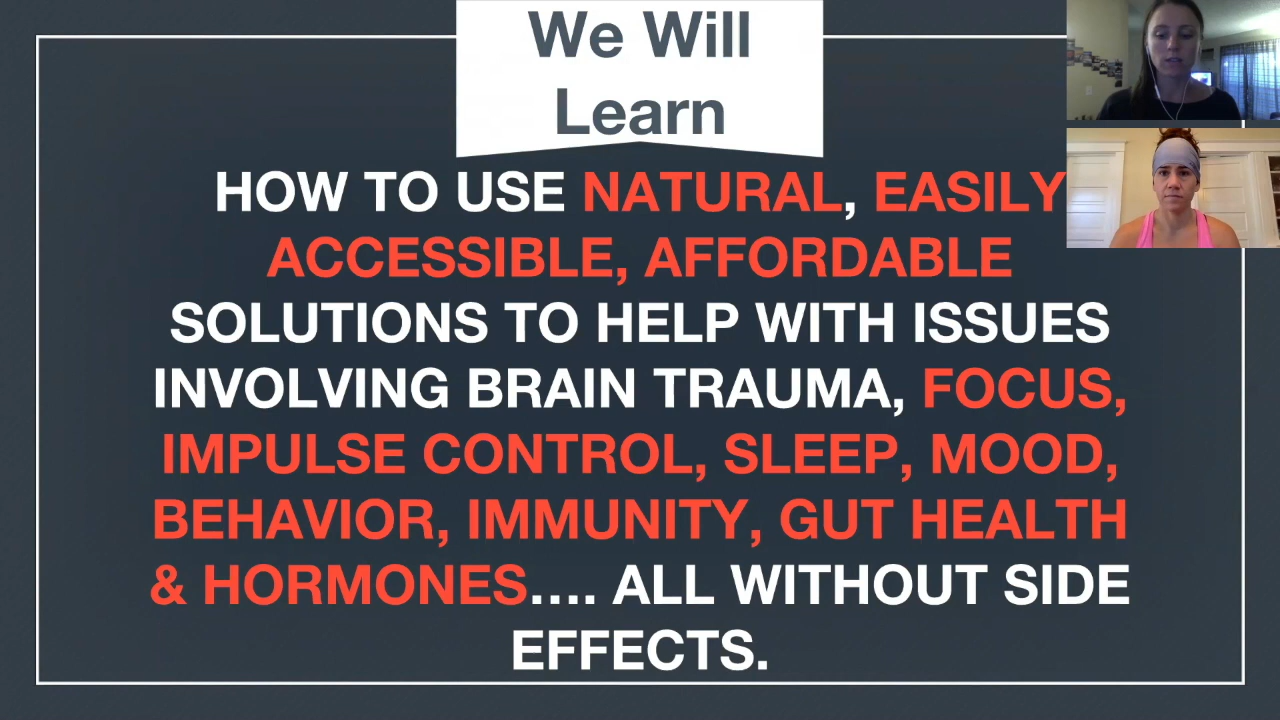 We Will
Learn
HOW TO USE NATURAL, EASILY
ACCESSIBLE, AFFORDABLE
SOLUTIONS TO HELP WITH ISSUES
INVOLVING BRAIN TRAUMA, FOCUS,
IMPULSE CONTROL, SLEEP, MOOD,
BEHAVIOR, IMMUNITY, GUT HEALTH
& HORMONES.... ALL WITHOUT SIDE
EFFECTS.